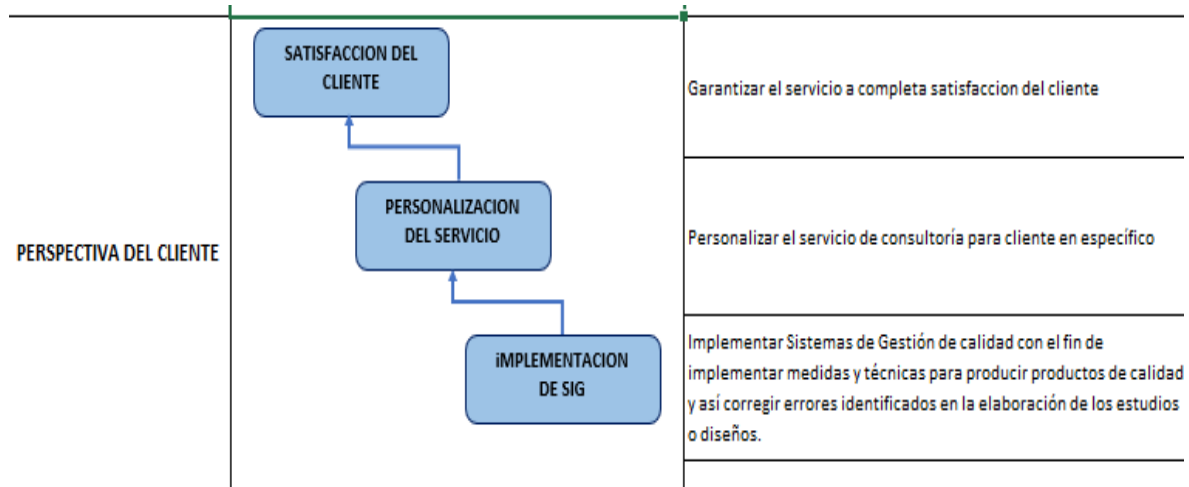 SATISFACCION DEL
CLIENTE
Garantizar el servicio a completa satisfaccion del cliente
PERSONALIZACION
DEL SERVICIO
PERSPECTIVA DEL CLIENTE
Personalizar el servicio de consultoría para cliente en específico
iMPLEMENTACION
DE SIG
Implementar Sistemas de Gestión de calidad con el fin de
implementar medidas y técnicas para producir productos de calidad
y así corregir errores identificados en la elaboración de los estudios
o diseños.